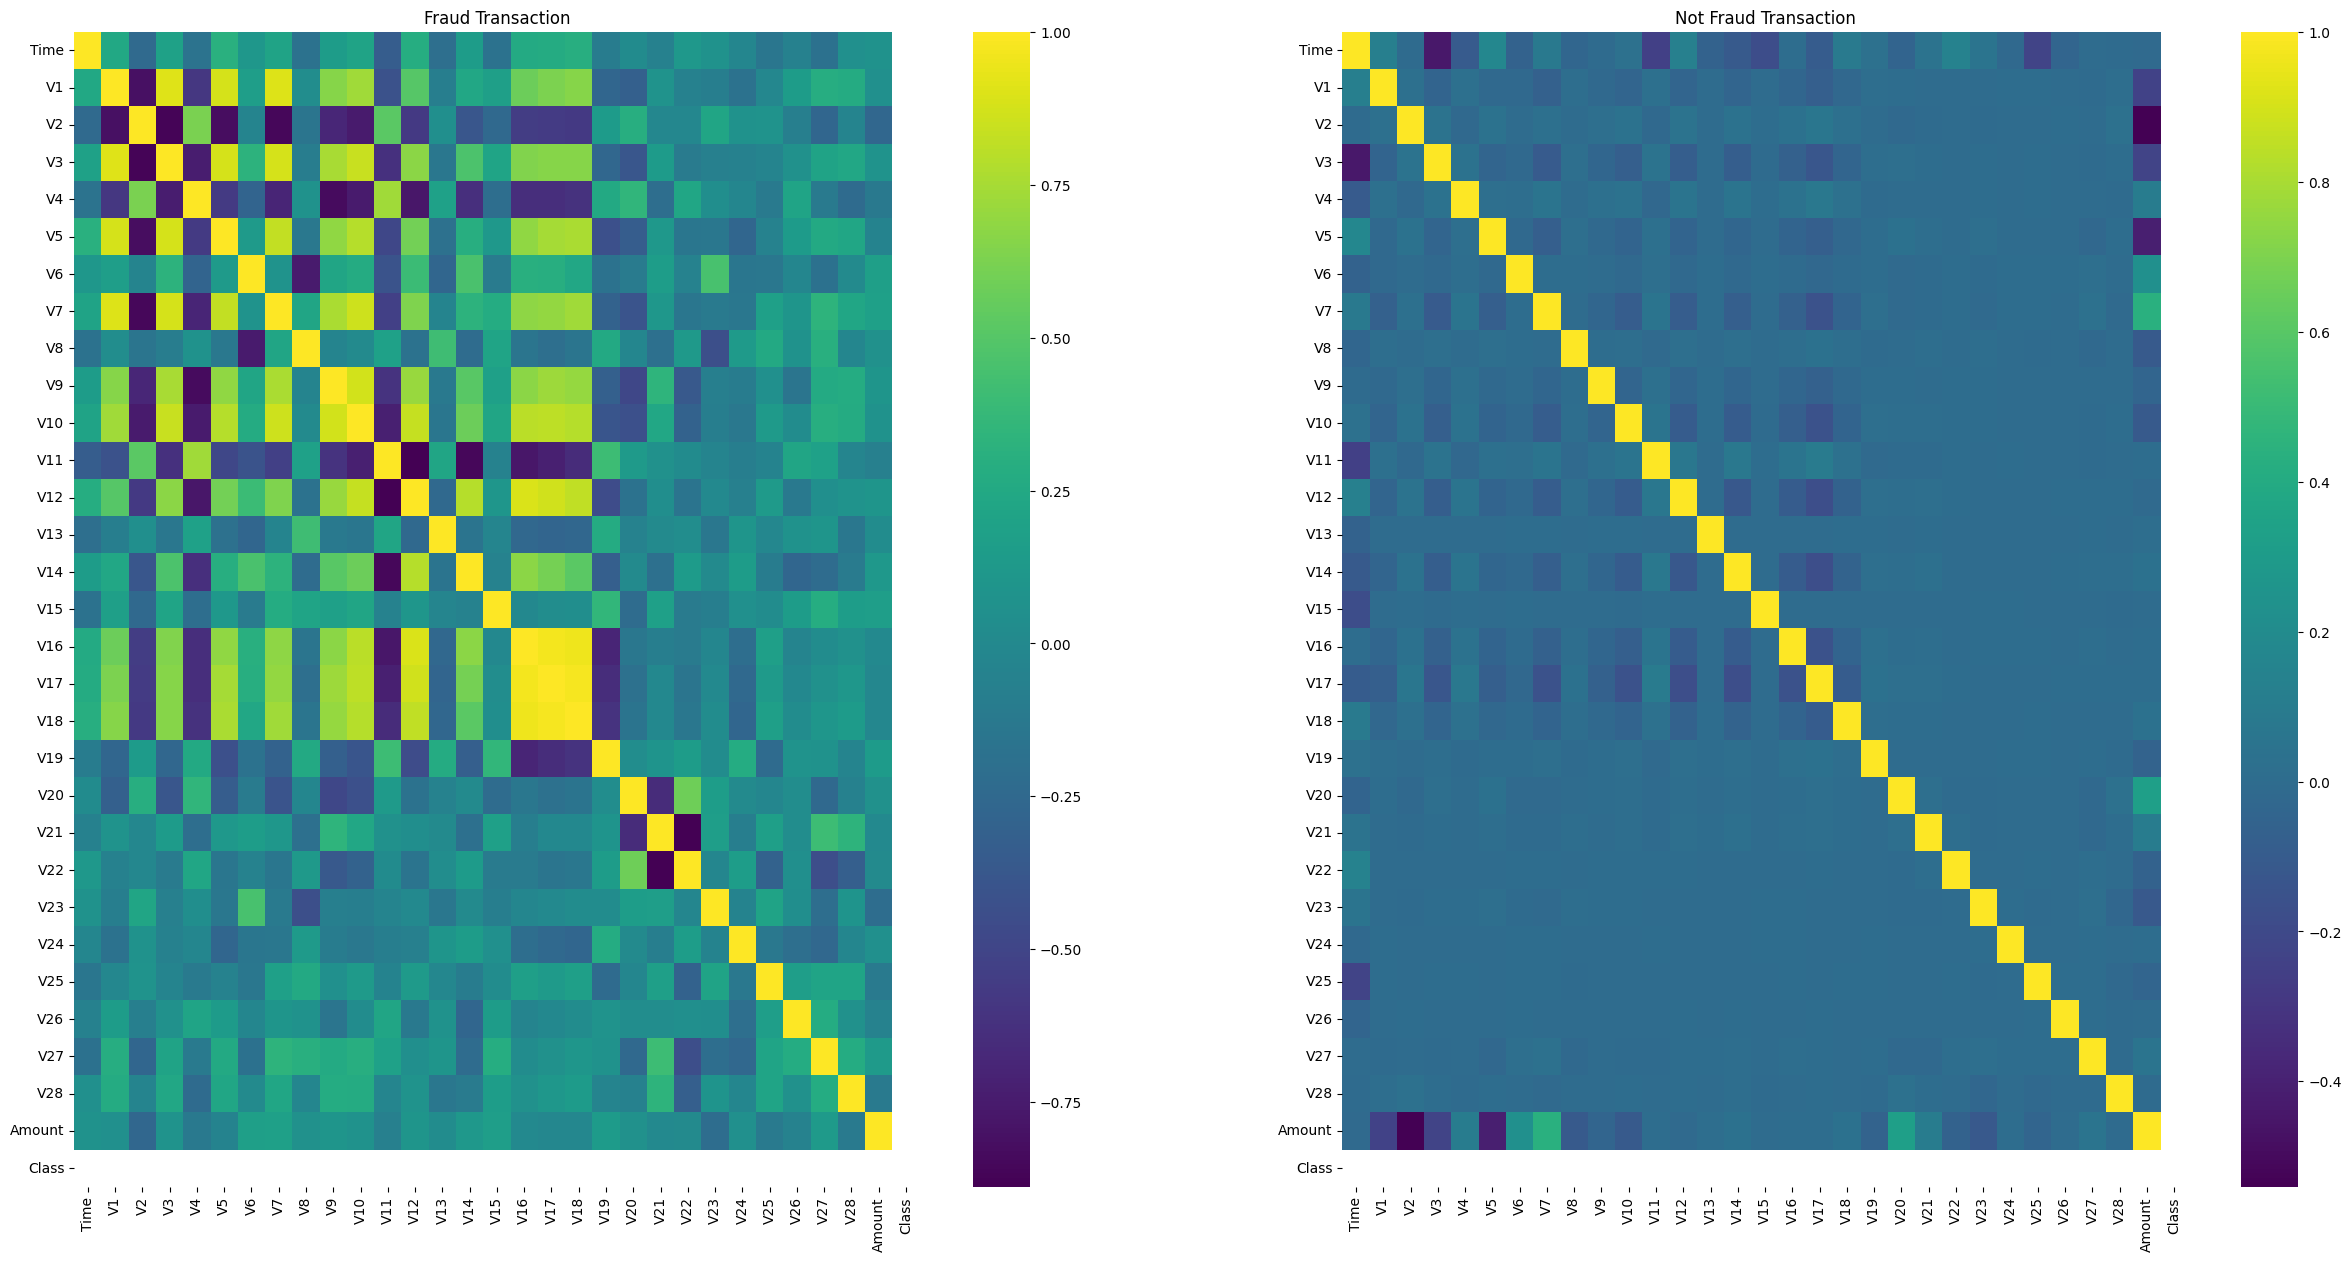 Fraud Transaction
Time
V1
V2
V3
V4
V5
V6
V7
V8
V9
V10
V11
V12
V13
V14
V15
V16
V17
V18
V19
V20
V21
V22
V23
V24
V25
V26
V27
V28
Amount
Class
Time V1 V2 V3 V4 V5 V6 V7 V8 V9 V10 V11 V12 V13 V14 V15 V16 V17 V18 V19 V20 V21 V22 V23 V24 V25 V26 V27 V28 Amount Class
1.00
0.75
0.50
0.25
0.00
−0.25
−0.50
−0.75
Not Fraud Transaction
Time
V1
V2
V3
V4
V5
V6
V7
V8
V9
V10
V11
V12
V13
V14
V15
V16
V17
V18
V19
V20
V21
V22
V23
V24
V25
V26
V27
V28
Amount
Class
Time V1 V2 V3 V4 V5 V6 V7 V8 V9 V10 V11 V12 V13 V14 V15 V16 V17 V18 V19 V20 V21 V22 V23 V24 V25 V26 V27 V28 Amount Class
1.0
0.8
0.6
0.4
0.2
0.0
−0.2
−0.4